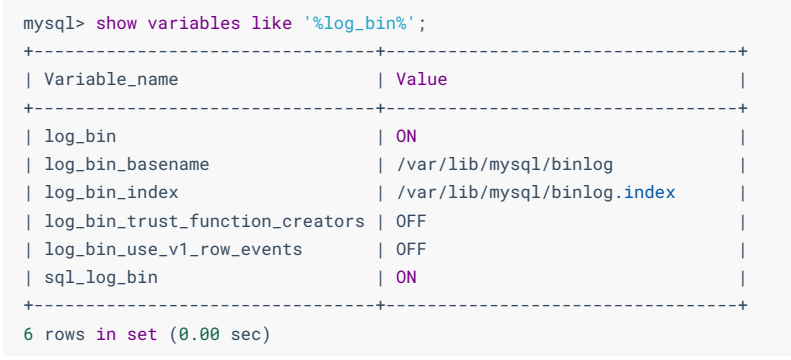 mysql> show variables like '%log_bin%';
+---------------------------------+----------------------------------+
| Variable_name                   | Value                            |
+---------------------------------+----------------------------------+
| log_bin                         | ON                               |
| log_bin_basename                | /var/lib/mysql/binlog            |
| log_bin_index                   | /var/lib/mysql/binlog.index      |
| log_bin_trust_function_creators | OFF                              |
| log_bin_use_v1_row_events       | OFF                              |
| sql_log_bin                     | ON                               |
+---------------------------------+----------------------------------+
6 rows in set (0.00 sec)